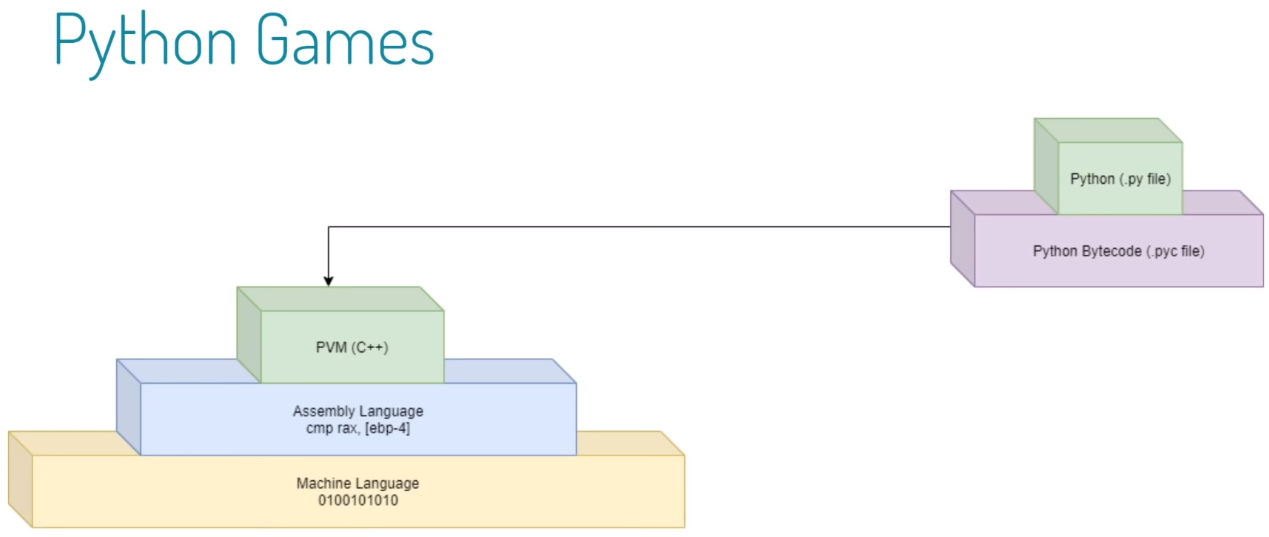 Python Games
Python (.py file)
Python Bytecode (.pyc file)
PVM (C++)
Assembly Language
cmp rax, [ebp-4]
Machine Language
0100101010